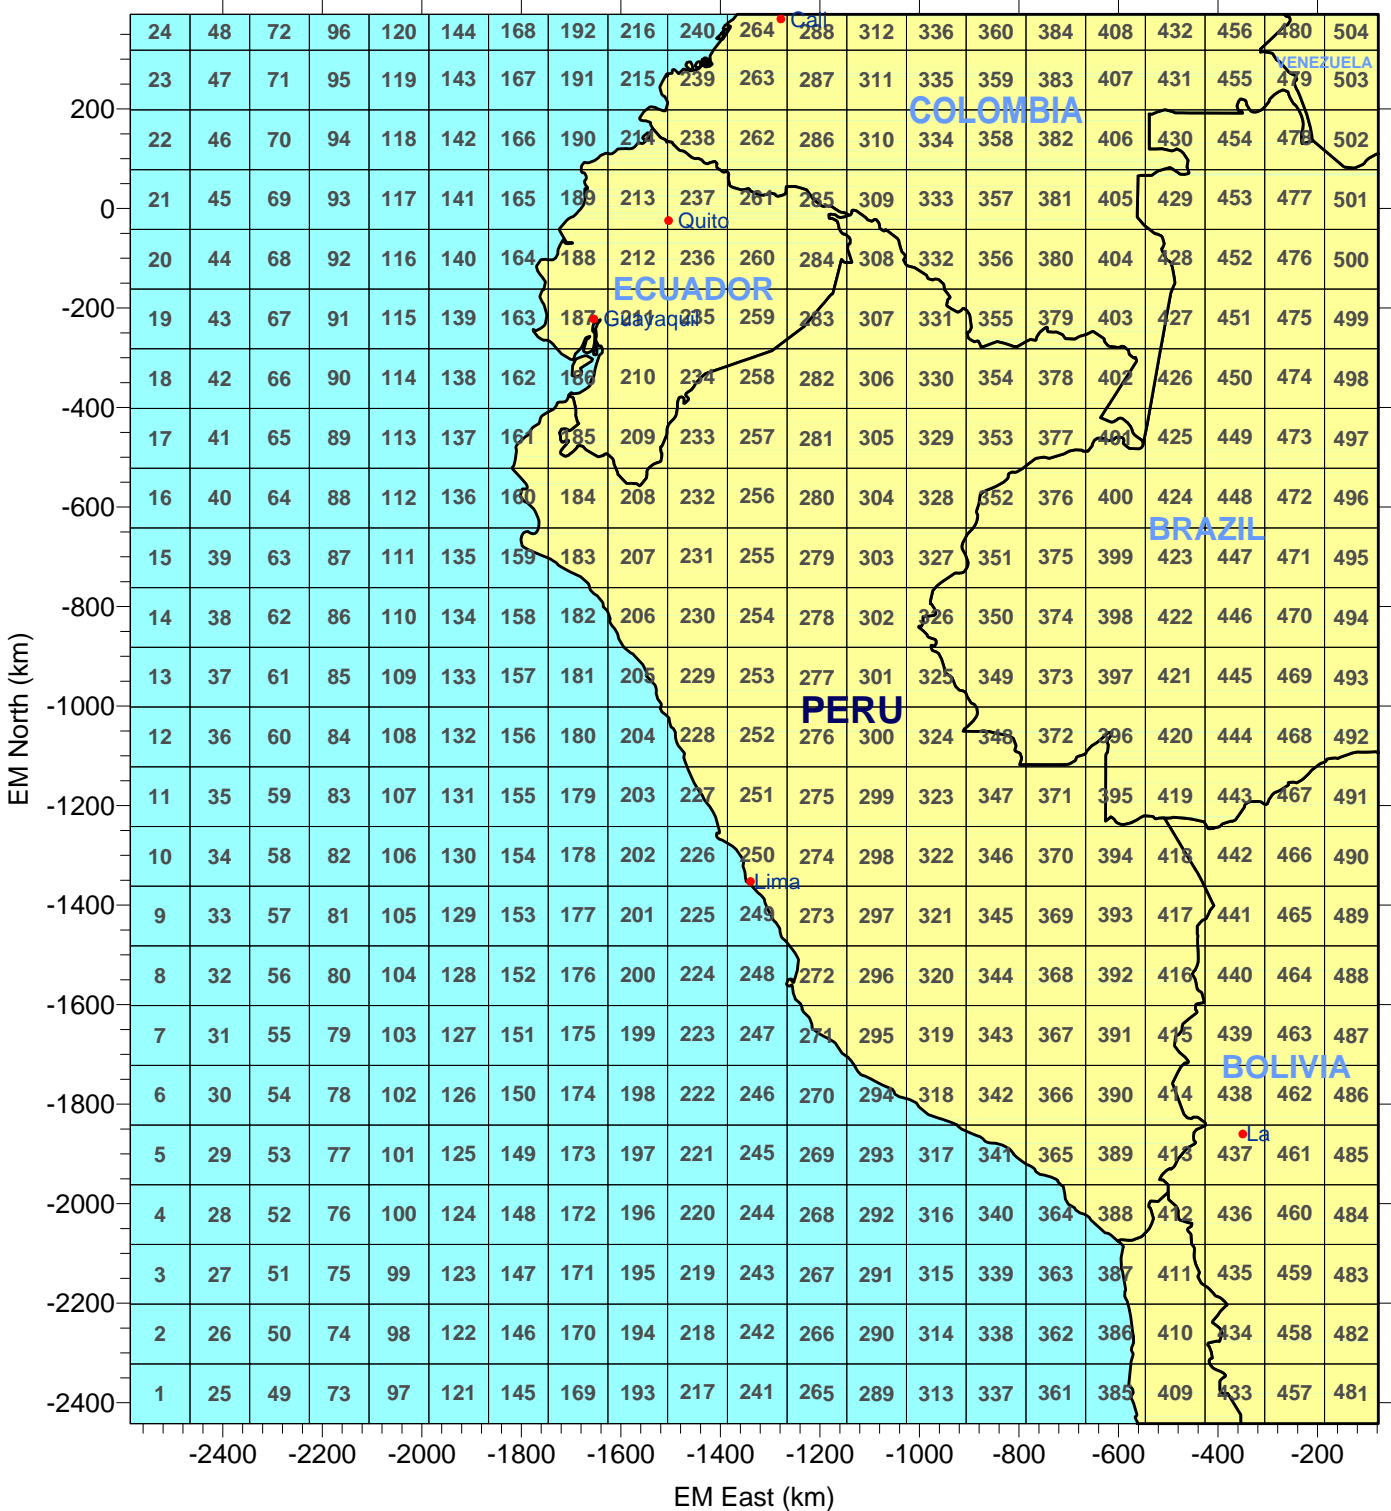 24 48 72 96 120 144 168 192 216 240 264 288 312 336 360 384 408 432 456 480 504
Cali
VENEZUELA
23 47 71 95 119 143 167 191 215 239 263 287 311 335 359 383 407 431 455 479 503
COLOMBIA
200
22 46 70 94 118 142 166 190 214 238 262 286 310 334 358 382 406 430 454 478 502
21 45 69 93 117 141 165 189 213 237 261 285 309 333 357 381 405 429 453 477 501
0
Quito
20 44 68 92 116 140 164 188 212 236 260 284 308 332 356 380 404 428 452 476 500
ECUADOR
-200
19 43 67 91 115 139 163 187 211 235 259 283 307 331 355 379 403 427 451 475 499
Guayaquil
18 42 66 90 114 138 162 186 210 234 258 282 306 330 354 378 402 426 450 474 498
-400
17 41 65 89 113 137 161 185 209 233 257 281 305 329 353 377 401 425 449 473 497
16 40 64 88 112 136 160 184 208 232 256 280 304 328 352 376 400 424 448 472 496
-600
BRAZIL
15 39 63 87 111 135 159 183 207 231 255 279 303 327 351 375 399 423 447 471 495
-800
14 38 62 86 110 134 158 182 206 230 254 278 302 326 350 374 398 422 446 470 494
13 37 61 85 109 133 157 181 205 229 253 277 301 325 349 373 397 421 445 469 493
-1000
PERU
12 36 60 84 108 132 156 180 204 228 252 276 300 324 348 372 396 420 444 468 492
11 35 59 83 107 131 155 179 203 227 251 275 299 323 347 371 395 419 443 467 491
-1200
10 34 58 82 106 130 154 178 202 226 250 274 298 322 346 370 394 418 442 466 490
Lima
-1400
9 33 57 81 105 129 153 177 201 225 249 273 297 321 345 369 393 417 441 465 489
8 32 56 80 104 128 152 176 200 224 248 272 296 320 344 368 392 416 440 464 488
-1600
7 31 55 79 103 127 151 175 199 223 247 271 295 319 343 367 391 415 439 463 487
BOLIVIA
6 30 54 78 102 126 150 174 198 222 246 270 294 318 342 366 390 414 438 462 486
-1800
La
5 29 53 77 101 125 149 173 197 221 245 269 293 317 341 365 389 413 437 461 485
-2000
4 28 52 76 100 124 148 172 196 220 244 268 292 316 340 364 388 412 436 460 484
3 27 51 75 99 123 147 171 195 219 243 267 291 315 339 363 387 411 435 459 483
-2200
2 26 50 74 98 122 146 170 194 218 242 266 290 314 338 362 386 410 434 458 482
1 25 49 73 97 121 145 169 193 217 241 265 289 313 337 361 385 409 433 457 481
-2400
-2400 -2200 -2000 -1800 -1600 -1400 -1200 -1000 -800 -600 -400 -200
EM East (km)
EM North (km)